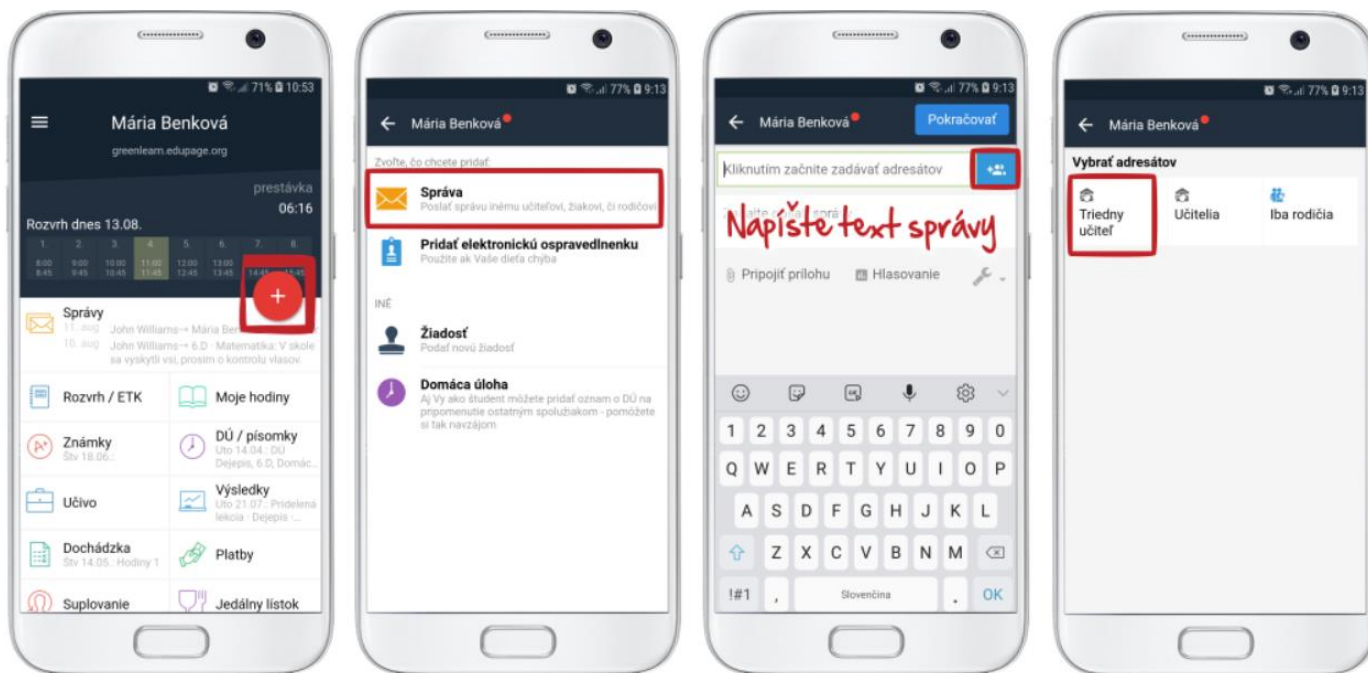 71% 10:53
Mária Benková
greenlearn.edupage.org
prestávka
06:16
Rozvrh dnes 13.08.
1. 2. 3. 4. 5. 6. 7. 8.
8:00 9:00 10:00 11:00 12:00 13:00
8:45 9:45 10:45 11:45 12:45 13:45 14:45 15:45
+
Správy
11. aug John Williams→ Mária
10. aug John Williams→ 6.D · Matematika: V skole
sa vyskytli vsi, prosim o kontrolu vlasov.
Rozvrh / ETK
Moje hodiny
Známky
Štv 18.06.:
DÚ / písomky
Uto 14.04.: DÚ
Dejepis, 6.D, Domác...
Učivo
Výsledky
Uto 21.07.: Pridelená
lekcia · Dejepis · ...
Dochádzka
Štv 14.05.: Hodiny 1
Platby
Suplovanie
Jedálny lístok
77% 9:13
Mária Benková
Zvoľte, čo chcete pridať:
Správa
Poslať správu inému učiteľovi, žiakovi, či rodičovi
Pridať elektronickú ospravedlnenku
Použite ak Vaše dieťa chýba
INÉ
Žiadosť
Podať novú žiadosť
Domáca úloha
Aj Vy ako študent môžete pridať oznam o DÚ na
pripomenutie ostatným spolužiakom - pomôžete
si tak navzájom
77% 9:13
Mária Benková
Pokračovať
Kliknutím začnite zadávať adresátov
Napíšte text správy
Pripojiť prílohu Hlasovanie
1 2 3 4 5 6 7 8 9 0
Q W E R T Y U I O P
A S D F G H J K L
Z X C V B N M
!#1 , Slovenčina . OK
77% 9:13
Mária Benková
Vybrať adresátov
Triedny
učiteľ
Učitelia
Iba rodičia